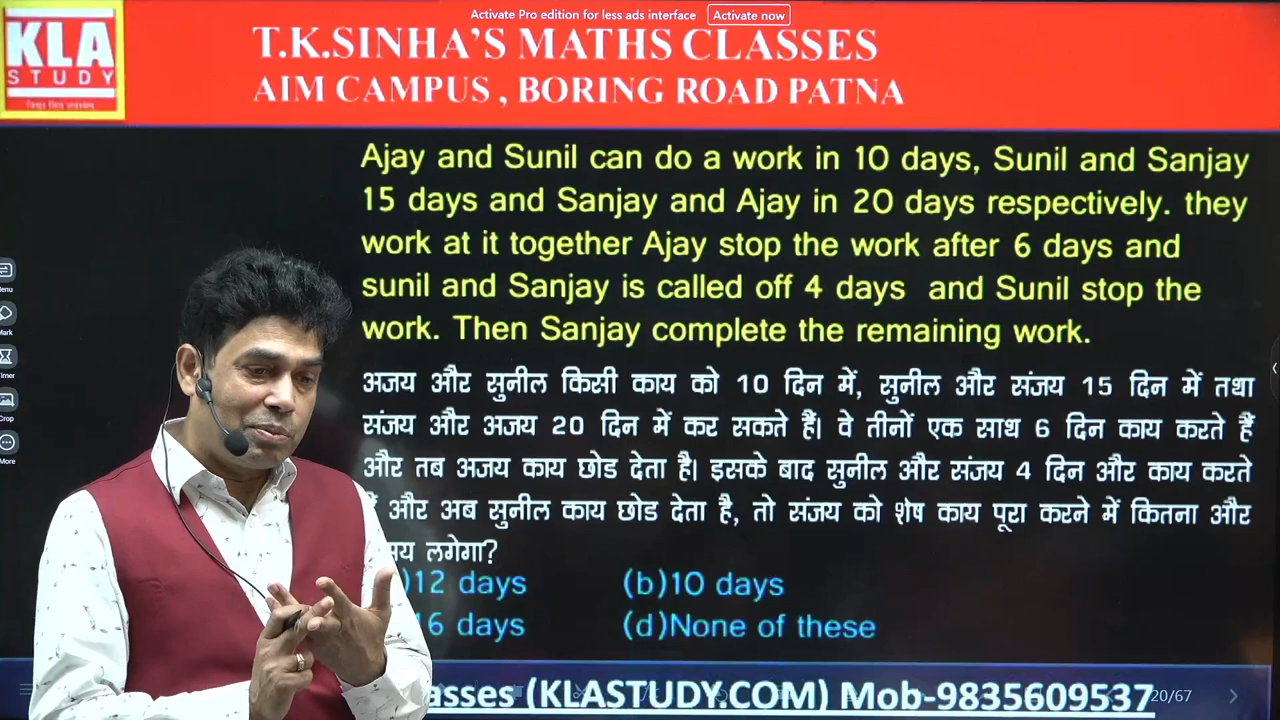 Activate Pro edition for less ads interface Activate now
KLA
STUDY
T.K.SINHA'S MATHS CLASSES
AIM CAMPUS , BORING ROAD PATNA
Ajay and Sunil can do a work in 10 days, Sunil and Sanjay
15 days and Sanjay and Ajay in 20 days respectively. they
work at it together Ajay stop the work after 6 days and
sunil and Sanjay is called off 4 days and Sunil stop the
work. Then Sanjay complete the remaining work.
अजय और सुनील किसी काय को 10 दिन में, सुनील और संजय 15 दिन में तथा
संजय और अजय 20 दिन में कर सकते हैं। वे तीनों एक साथ 6 दिन काय करते हैं
और तब अजय काय छोड देता है। इसके बाद सुनील और संजय 4 दिन और काय करते
और अब सुनील काय छोड देता है, तो संजय को शेष काय पूरा करने में कितना और
लगेगा?
)12 days (b)10 days
6 days (d)None of these
asses (KLASTUDY.COM) Mob-9835609537
20/67
Menu
Mark
Timer
Crop
More